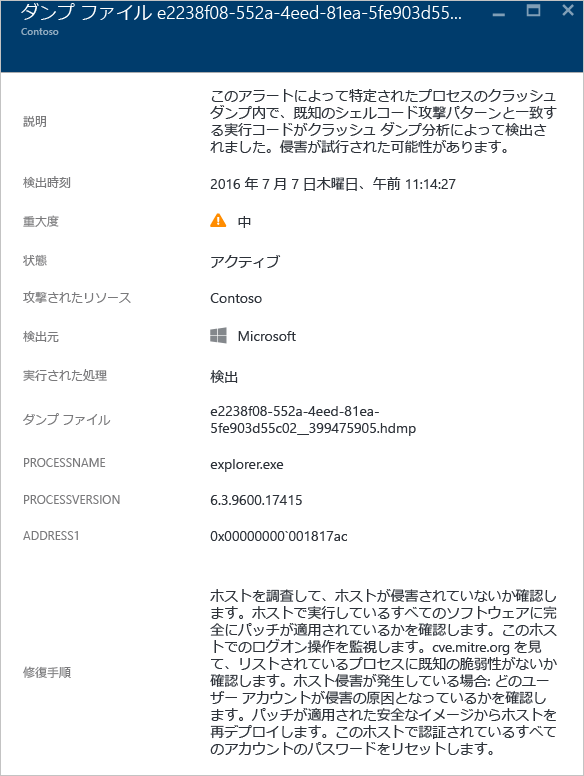 ダンプ ファイル e2238f08-552a-4eed-81ea-5fe903d55...
Contoso
説明
このアラートによって特定されたプロセスのクラッシュ
ダンプ内で、既知のシェルコード攻撃パターンと一致す
る実行コードがクラッシュ ダンプ分析によって検出さ
れました。侵害が試行された可能性があります。
検出時刻
2016 年 7 月 7 日木曜日、午前 11:14:27
重大度
中
状態
アクティブ
攻撃されたリソース
Contoso
検出元
Microsoft
実行された処理
検出
ダンプ ファイル
e2238f08-552a-4eed-81ea-
5fe903d55c02__399475905.hdmp
PROCESSNAME
explorer.exe
PROCESSVERSION
6.3.9600.17415
ADDRESS1
0x00000000`001817ac
修復手順
ホストを調査して、ホストが侵害されていないか確認し
ます。ホストで実行しているすべてのソフトウェアに完
全にパッチが適用されているかを確認します。このホス
トでのログオン操作を監視します。cve.mitre.org を見
て、リストされているプロセスに既知の脆弱性がないか
確認します。ホスト侵害が発生している場合: どのユー
ザー アカウントが侵害の原因となっているかを確認し
ます。パッチが適用された安全なイメージからホストを
再デプロイします。このホストで認証されているすべて
のアカウントのパスワードをリセットします。